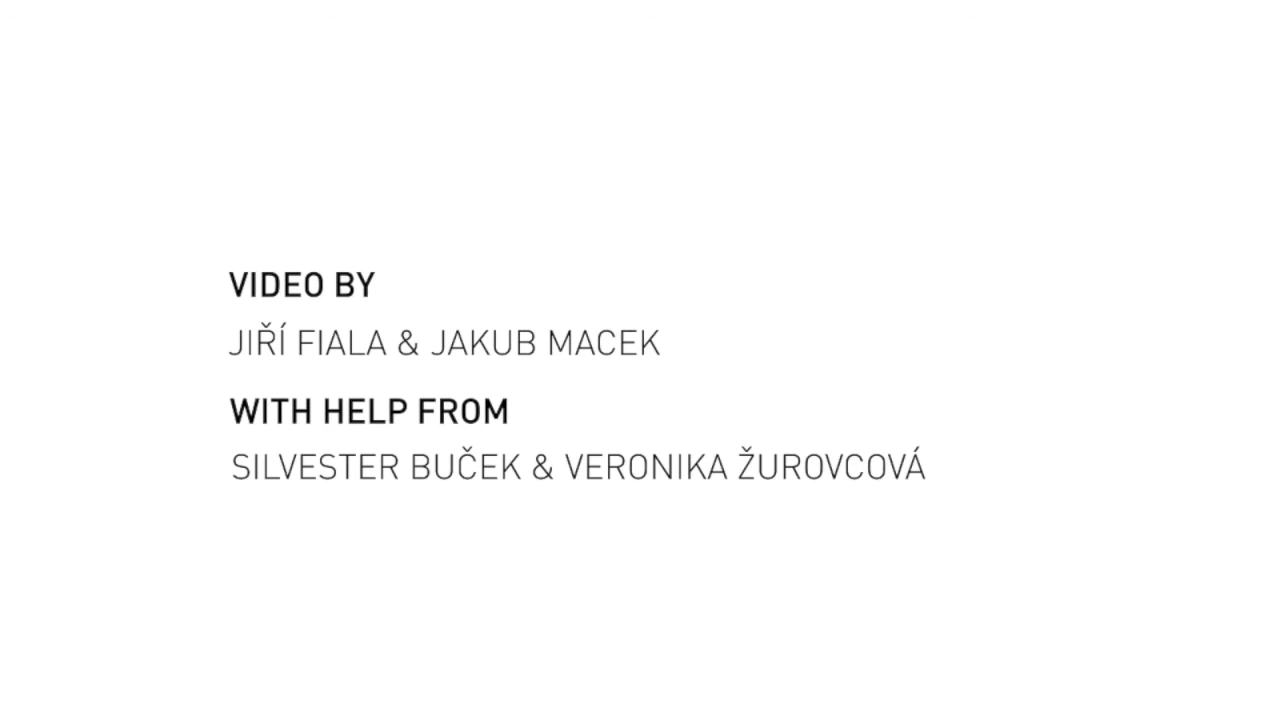 VIDEO BY
JIŘÍ FIALA & JAKUB MACEK
WITH HELP FROM
SILVESTER BUČEK & VERONIKA ŽUROVCOVÁ